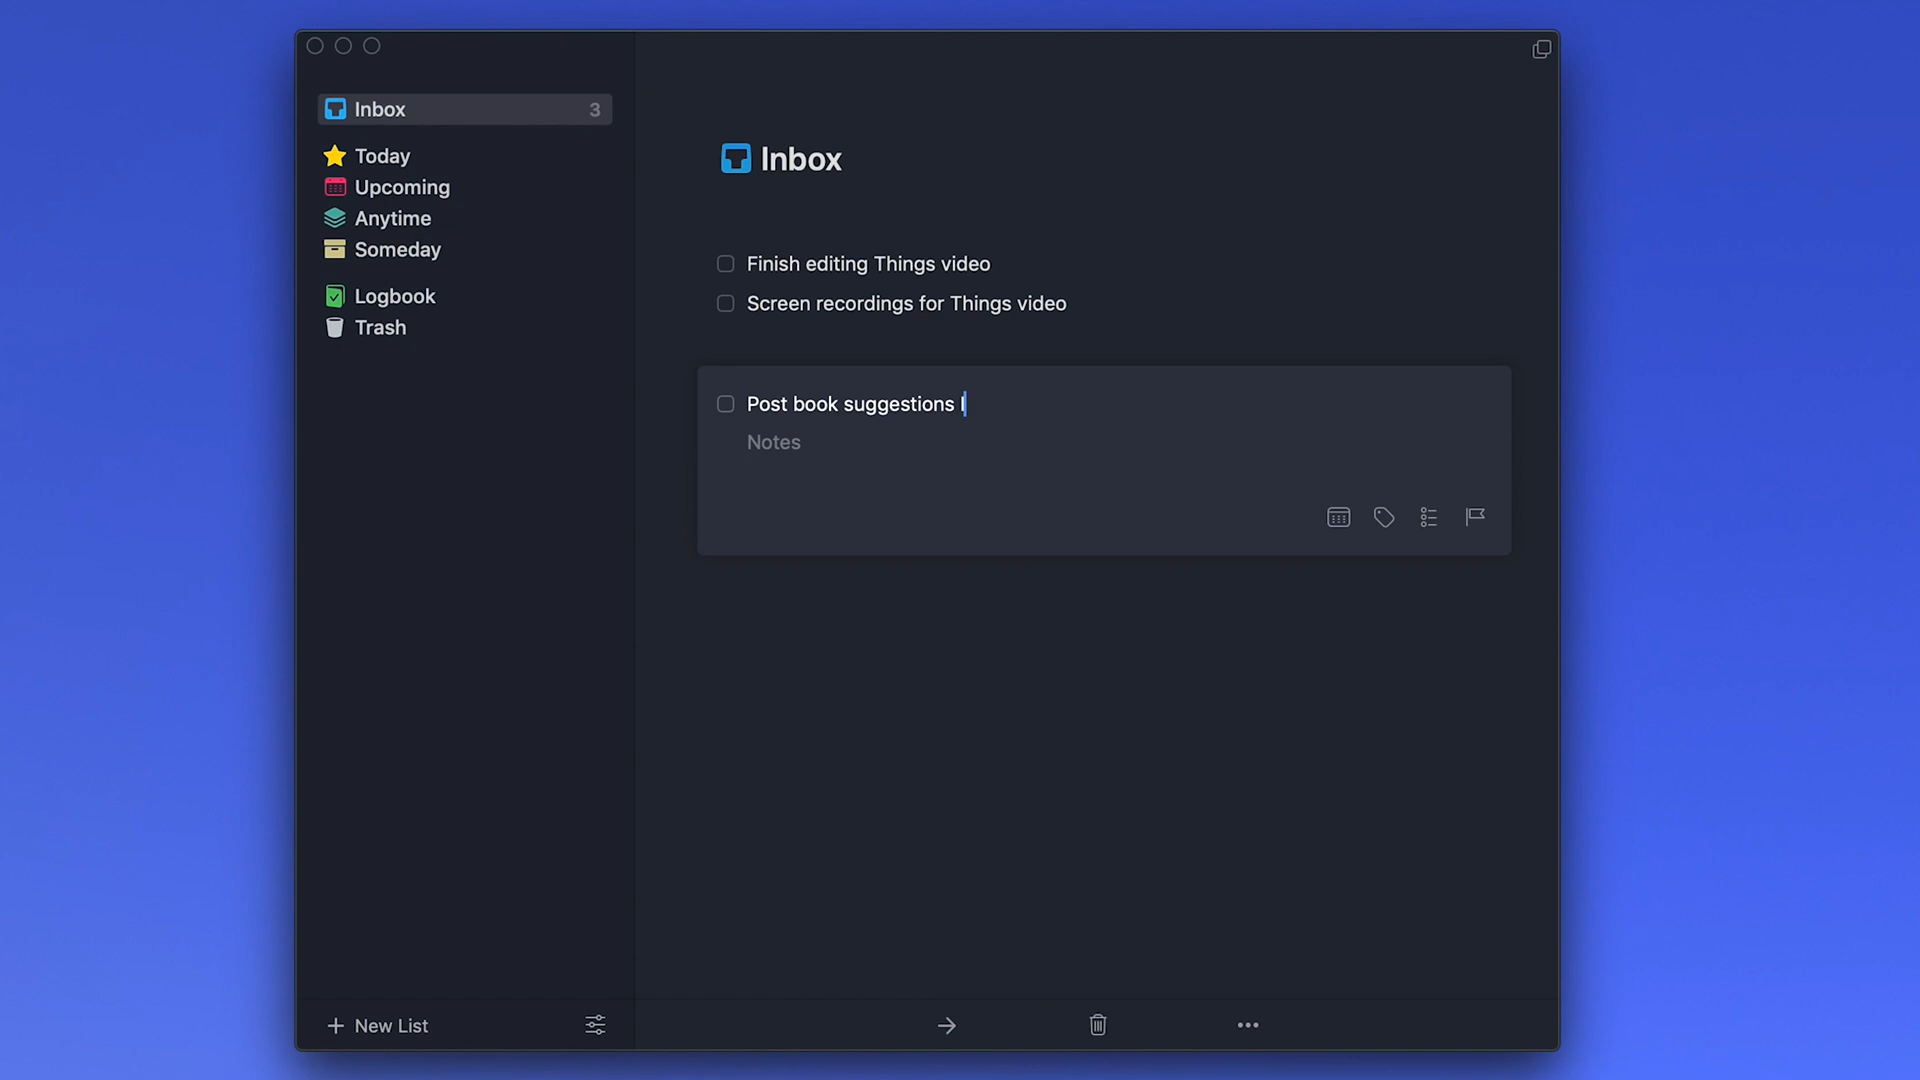 Inbox 3
Today
Upcoming
Anytime
Someday
Logbook
Trash
New List
Inbox
Finish editing Things video
Screen recordings for Things video
Post book suggestions l
Notes